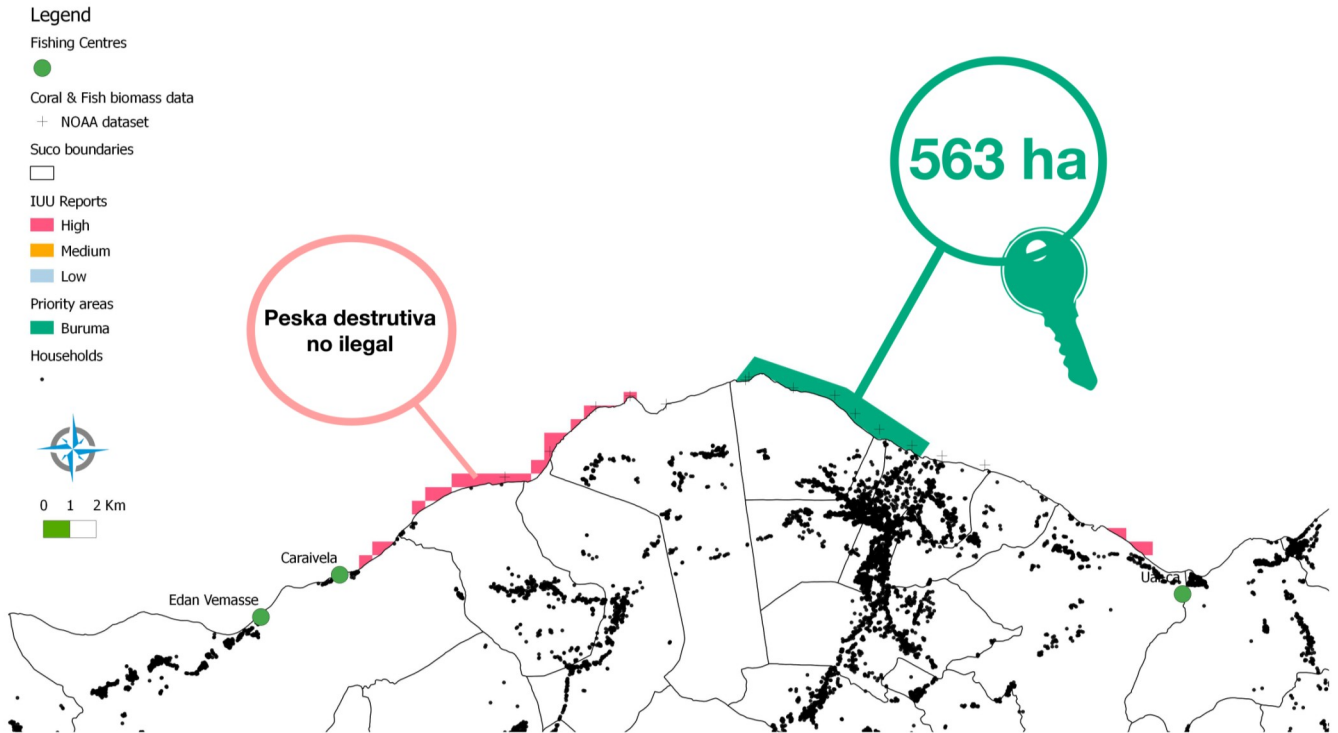 Legend
Fishing Centres
Coral & Fish biomass data
NOAA dataset
Suco boundaries
IUU Reports
High
Medium
Low
Priority areas
Buruma
Households
0 1 2 Km
563 ha
Peska destrutiva
no ilegal
Caraivela
Edan Vemasse